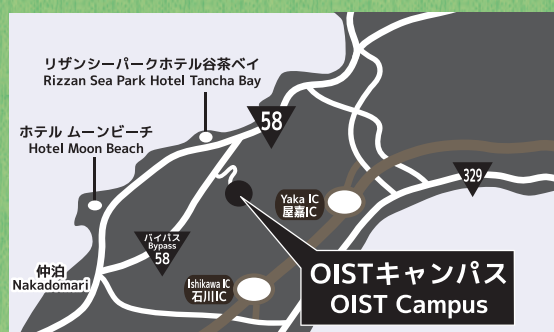 リザンシーパークホテル谷茶ベイ
Rizzan Sea Park Hotel Tancha Bay
ホテル ムーンビーチ
Hotel Moon Beach
58
329
Yaka IC
屋嘉IC
バイパス
Bypass
58
仲泊
Nakadomari
Ishikawa IC
石川IC
OISTキャンパス
OIST Campus